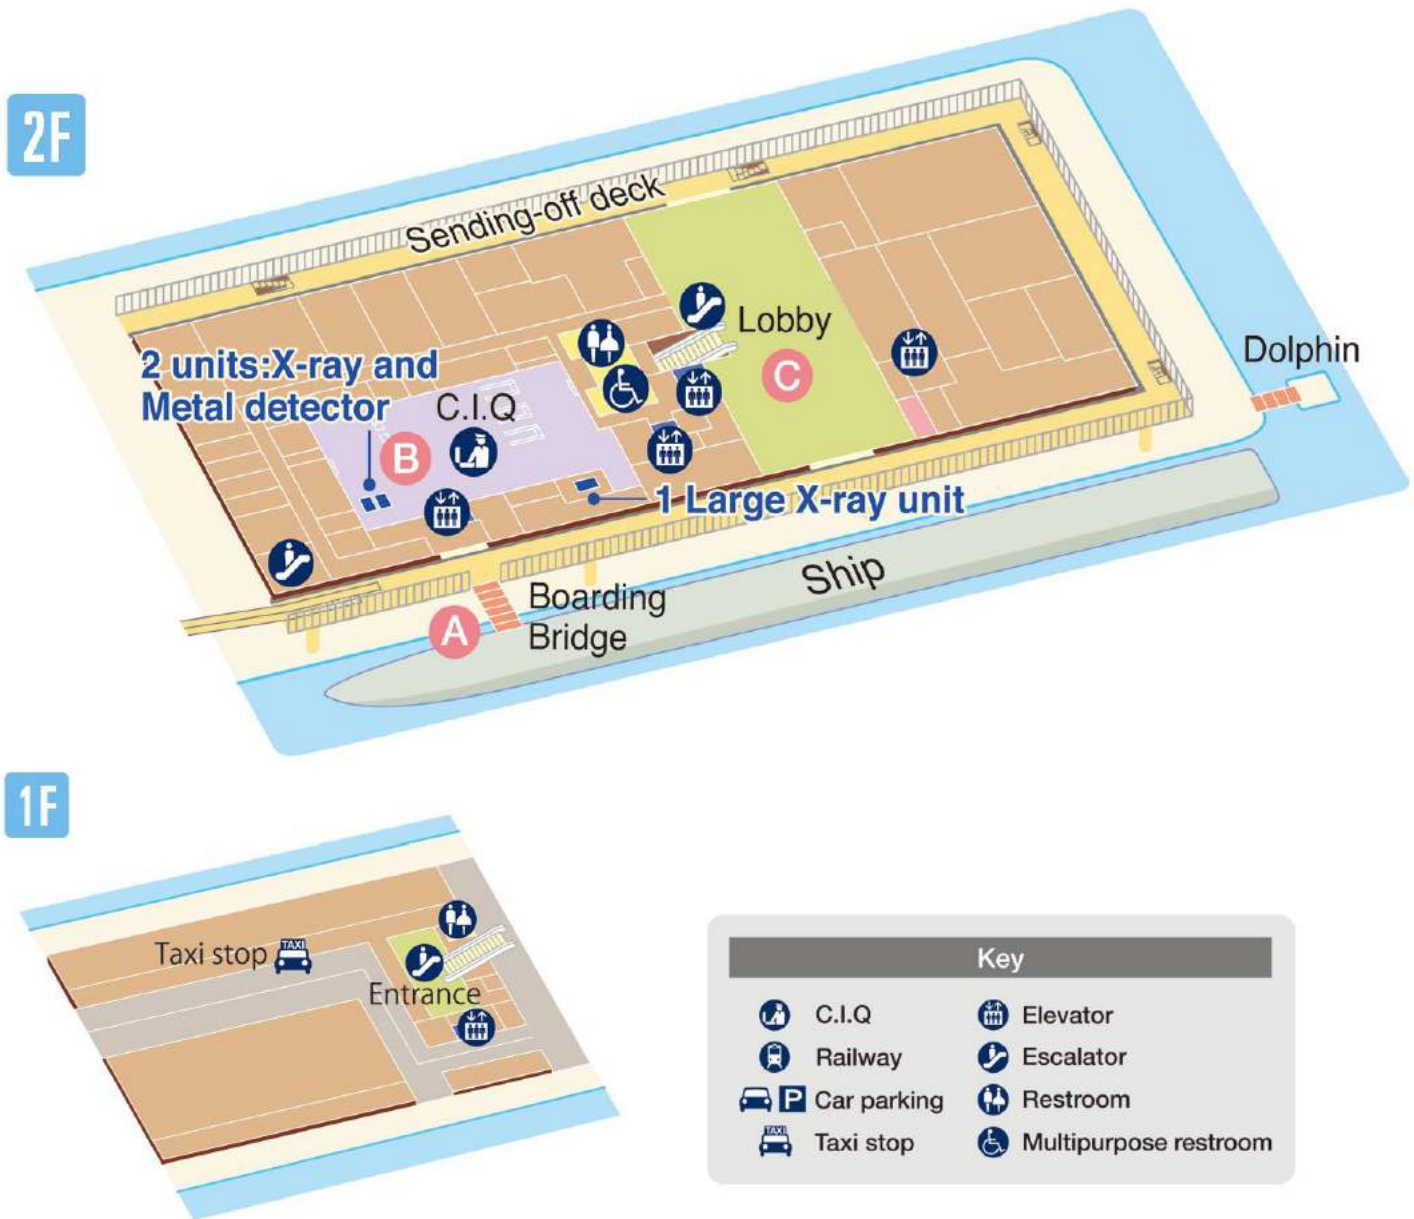 2F
Sending-off deck
2 units:X-ray and
Metal detector
C.I.Q
B
Lobby
C
Dolphin
1 Large X-ray unit
Ship
A
Boarding
Bridge
1F
Taxi stop
TAXI
Entrance
Key
C.I.Q
Elevator
Railway
Escalator
P
Car parking
Restroom
TAXI
Taxi stop
Multipurpose restroom